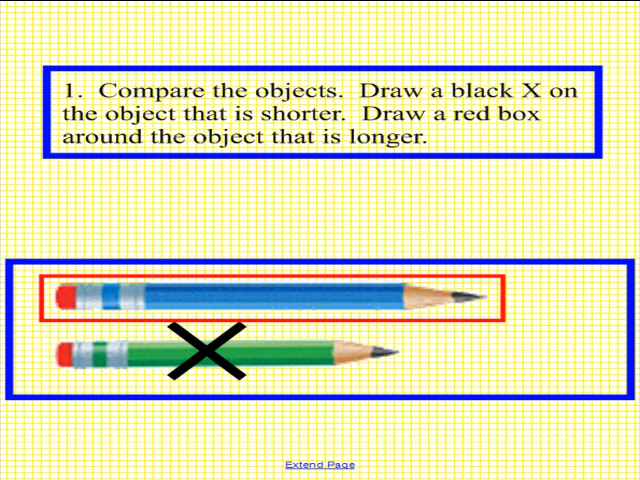 1.  Compare the objects.  Draw a black X on
the object that is shorter.  Draw a red box
around the object that is longer.
Extend Page